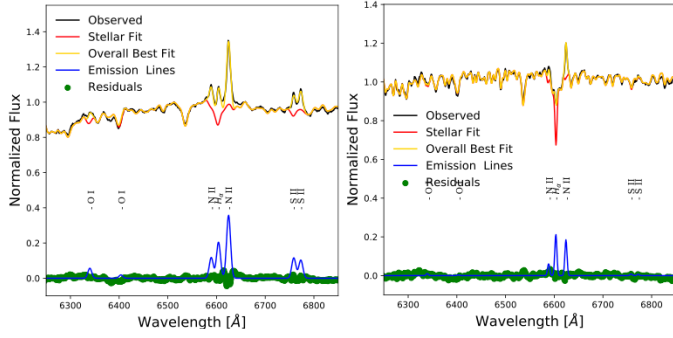 1.4
1.2
1.0
0.8
0.6
0.4
0.2
0.0
Normalized Flux
Observed
Stellar Fit
Overall Best Fit
Emission Lines
Residuals
- O I
- O I
- N II
- Hα
- N II
- S II
- S II
6300 6400 6500 6600 6700 6800
Wavelength [Å]
1.4
1.2
1.0
0.8
0.6
0.4
0.2
0.0
Normalized Flux
Observed
Stellar Fit
Overall Best Fit
Emission Lines
Residuals
- O I
- O I
- N II
- Hα
- N II
- S II
- S II
6300 6400 6500 6600 6700 6800
Wavelength [Å]